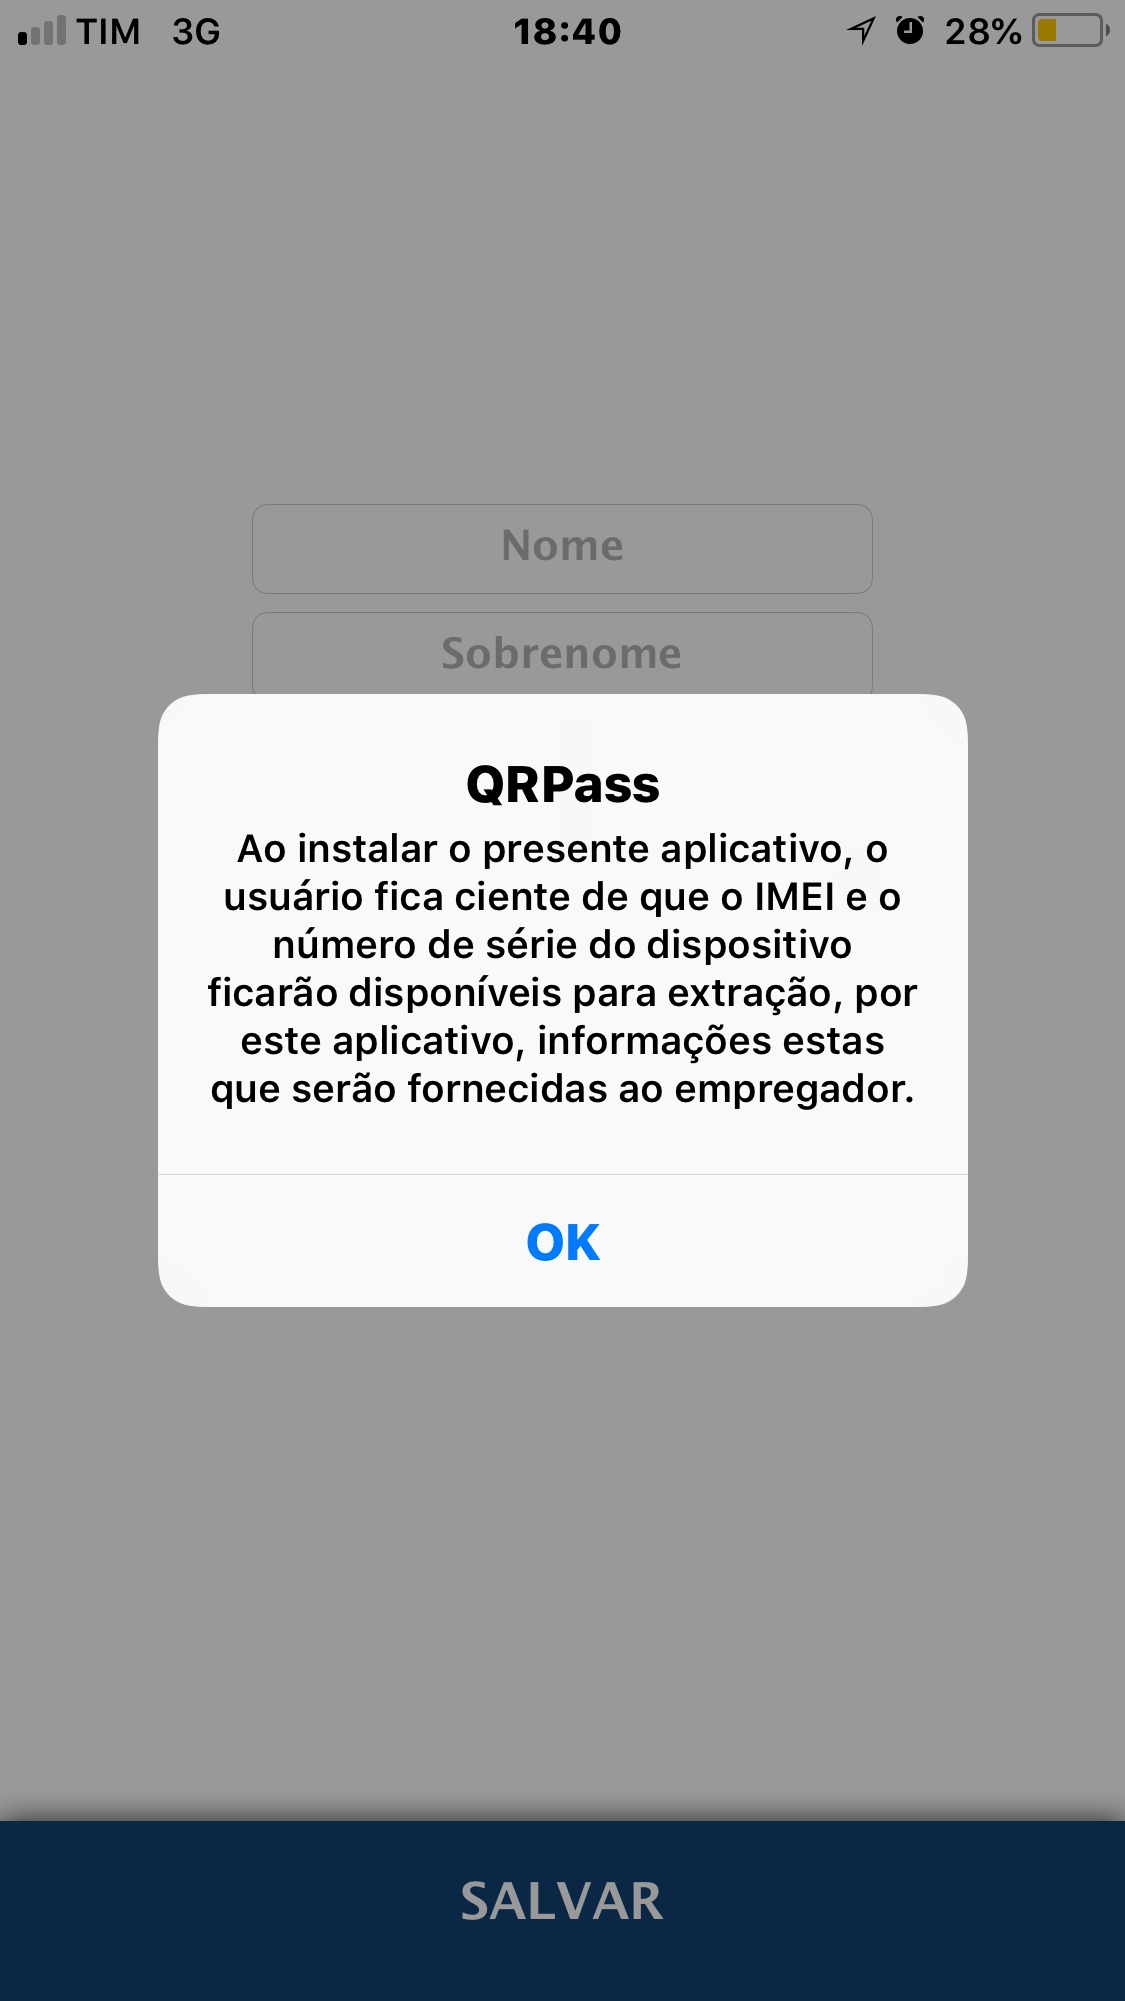 TIM 3G 18:40 28%
Nome
Sobrenome
QRPass
Ao instalar o presente aplicativo, o
usuário fica ciente de que o IMEI e o
número de série do dispositivo
ficarão disponíveis para extração, por
este aplicativo, informações estas
que serão fornecidas ao empregador.
OK
SALVAR